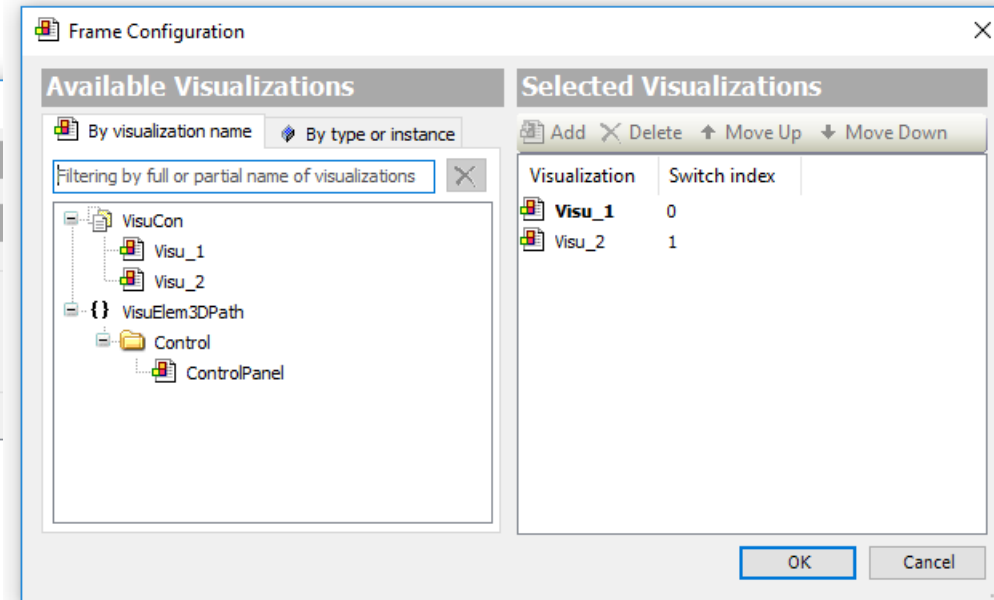 Frame Configuration
Available Visualizations
By visualization name
By type or instance
Filtering by full or partial name of visualizations
VisuCon
Visu_1
Visu_2
{} VisuElem3DPath
Control
ControlPanel
Selected Visualizations
Add Delete Move Up Move Down
Visualization Switch index
Visu_1 0
Visu_2 1
OK Cancel